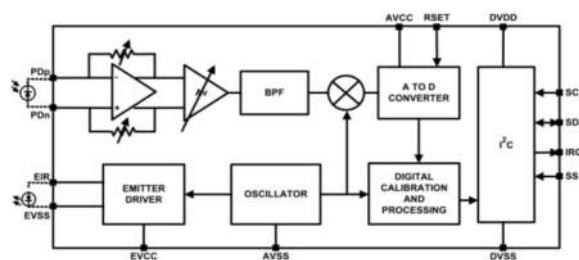 AVCC RSET DVDD
PDp
PDn
-
+
Av
BPF
A TO D
CONVERTER
I²C
SC
SD
IRQ
SS
EIR
EVSS
EMITTER
DRIVER
OSCILLATOR
DIGITAL
CALIBRATION
AND
PROCESSING
EVCC AVSS DVSS